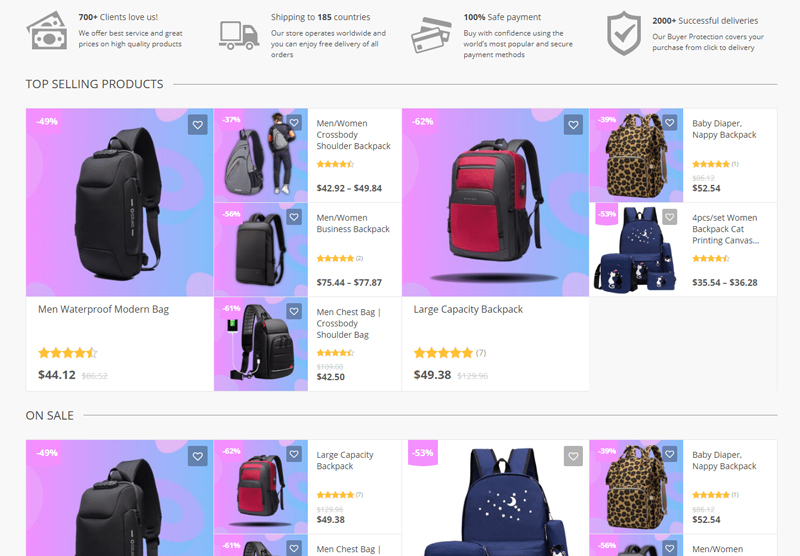 700+ Clients love us!
We offer best service and great
prices on high quality products
Shipping to 185 countries
Our store operates worldwide and
you can enjoy free delivery of all
orders
100% Safe payment
Buy with confidence using the
world's most popular and secure
payment methods
2000+ Successful deliveries
Our Buyer Protection covers your
purchase from click to delivery
TOP SELLING PRODUCTS
-49%
Men Waterproof Modern Bag
$44.12 $86.52
-37%
Men/Women
Crossbody
Shoulder Backpack
$42.92 – $49.84
-56%
Men/Women
Business Backpack
(2)
$75.44 – $77.87
-61%
Men Chest Bag |
Crossbody
Shoulder Bag
$42.50
-62%
Large Capacity Backpack
(7)
$49.38 $129.96
-39%
Baby Diaper,
Nappy Backpack
(1)
$86.12
$52.54
-53%
4pcs/set Women
Backpack Cat
Printing Canvas...
$35.54 – $36.28
ON SALE
-49%
-62%
Large Capacity
Backpack
(7)
$129.96
$49.38
-61%
Men Chest Bag |
-53%
-39%
Baby Diaper,
Nappy Backpack
(1)
$86.12
$52.54
-56%
Men/Women